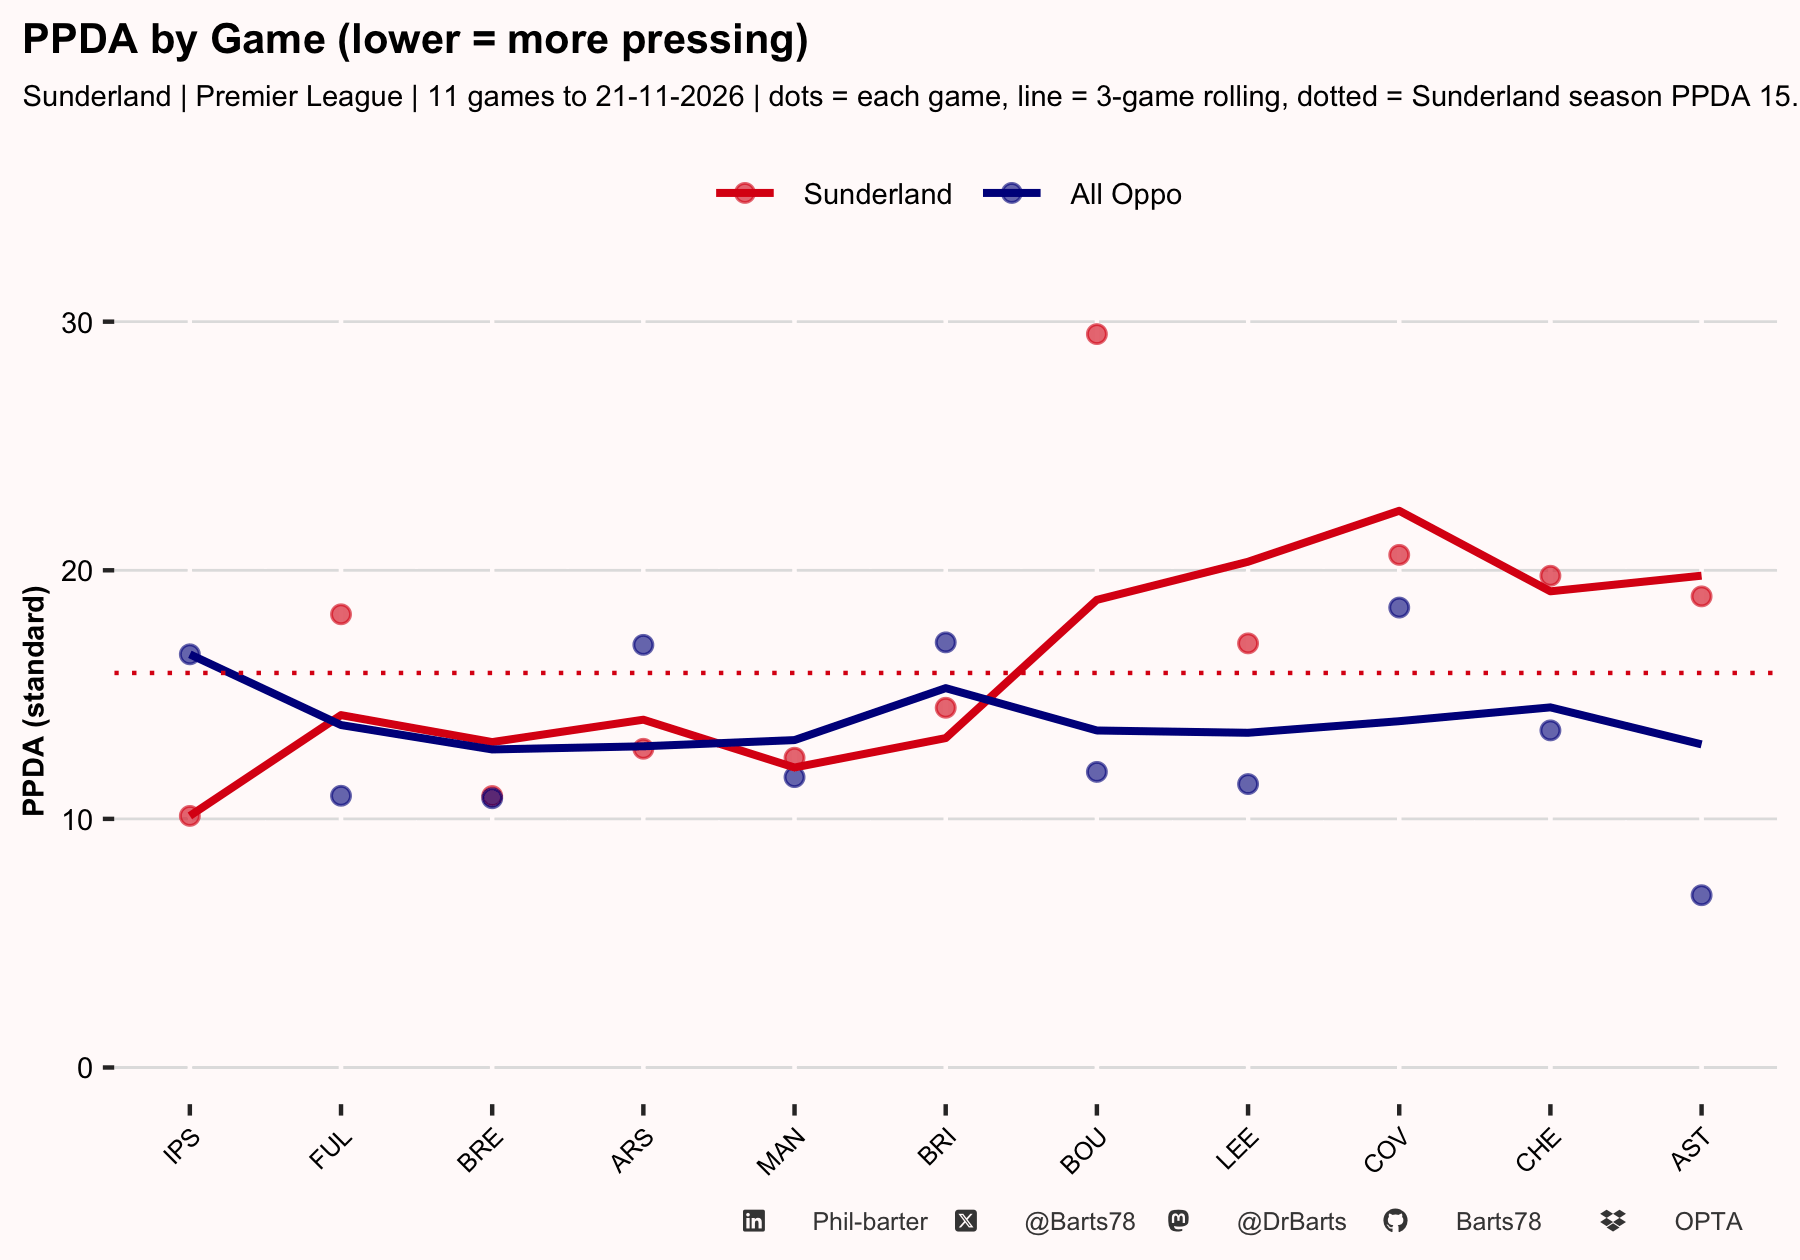 PPDA by Game (lower = more pressing)
Sunderland | Premier League | 11 games to 21-11-2026 | dots = each game, line = 3-game rolling, dotted = Sunderland season PPDA 15.
Sunderland All Oppo
30
20
10
0
PPDA (standard)
IPS FUL BRE ARS MAN BRI BOU LEE COV CHE AST
Phil-barter @Barts78 @DrBarts Barts78 OPTA